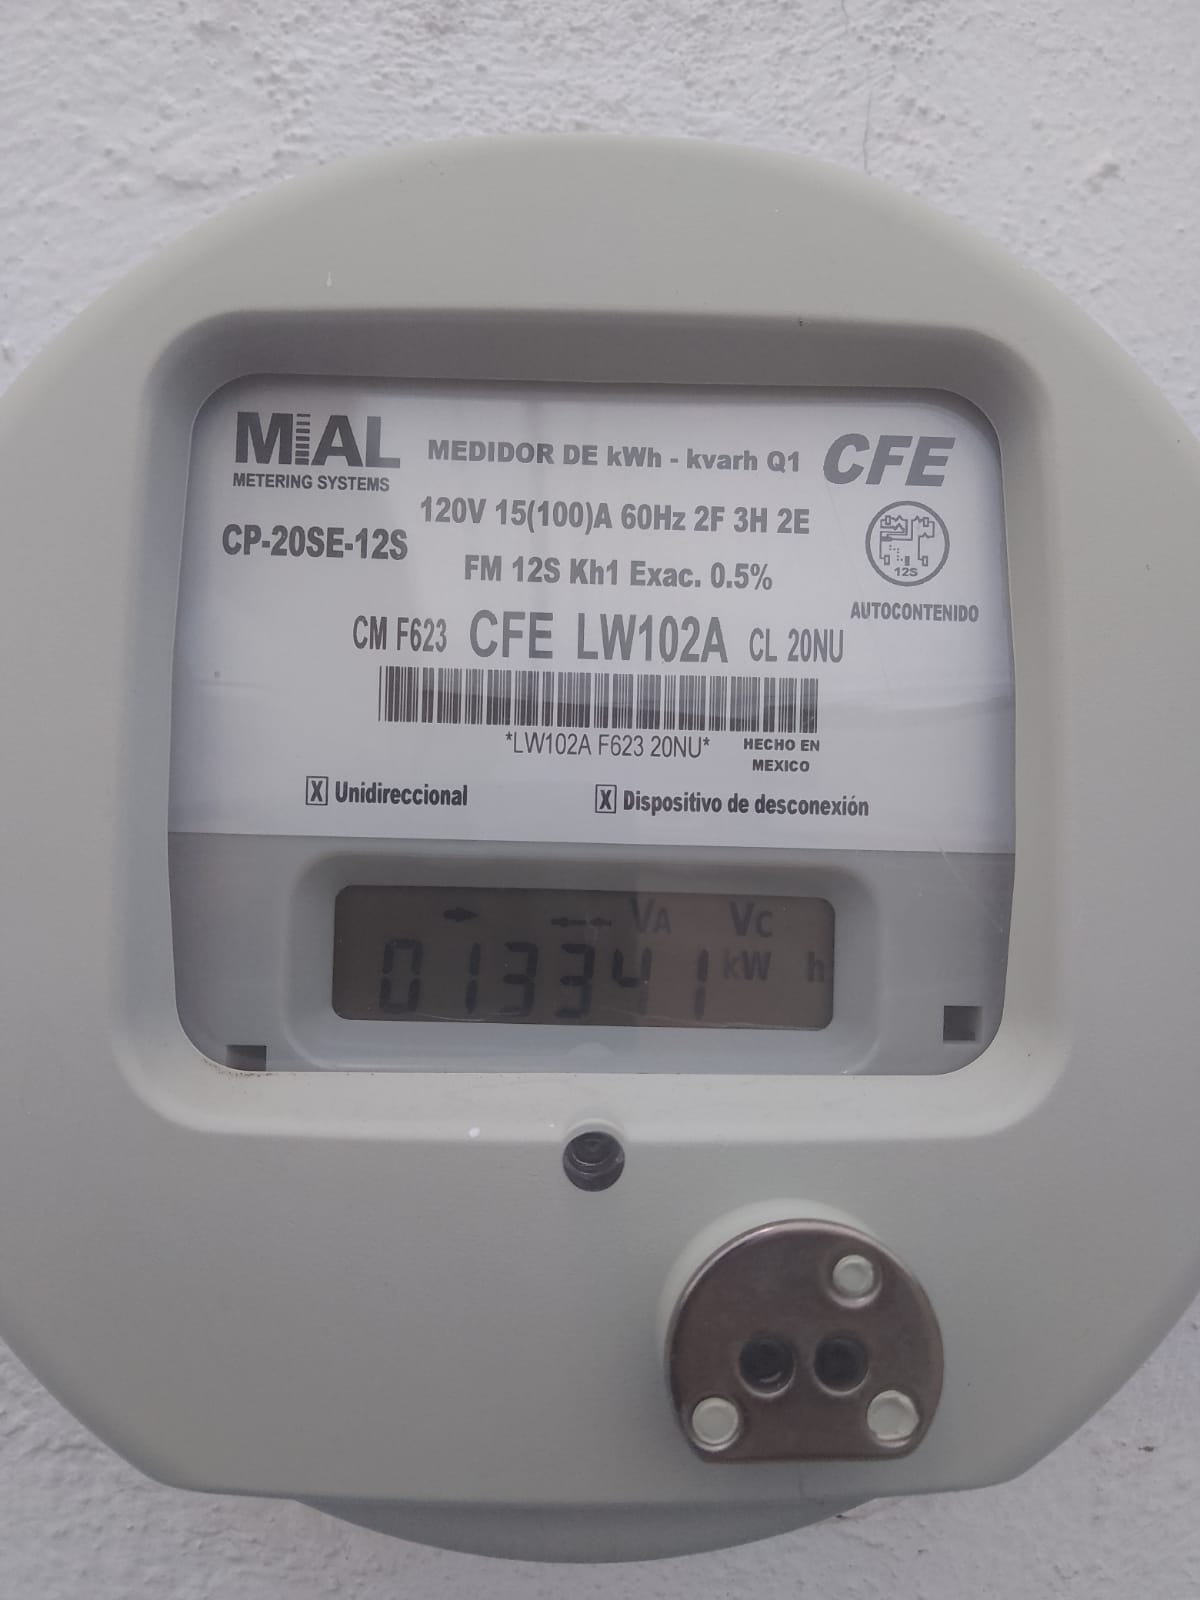 MIAL
METERING SYSTEMS
MEDIDOR DE kWh - kvarh Q1
CFE
120V 15(100)A 60Hz 2F 3H 2E
CP-20SE-12S
FM 12S Kh1 Exac. 0.5%
12S
AUTOCONTENIDO
CM F623 CFE LW102A CL 20NU
*LW102A F623 20NU*
HECHO EN
MEXICO
X Unidireccional
X Dispositivo de desconexión
VA VC
013341 kW h